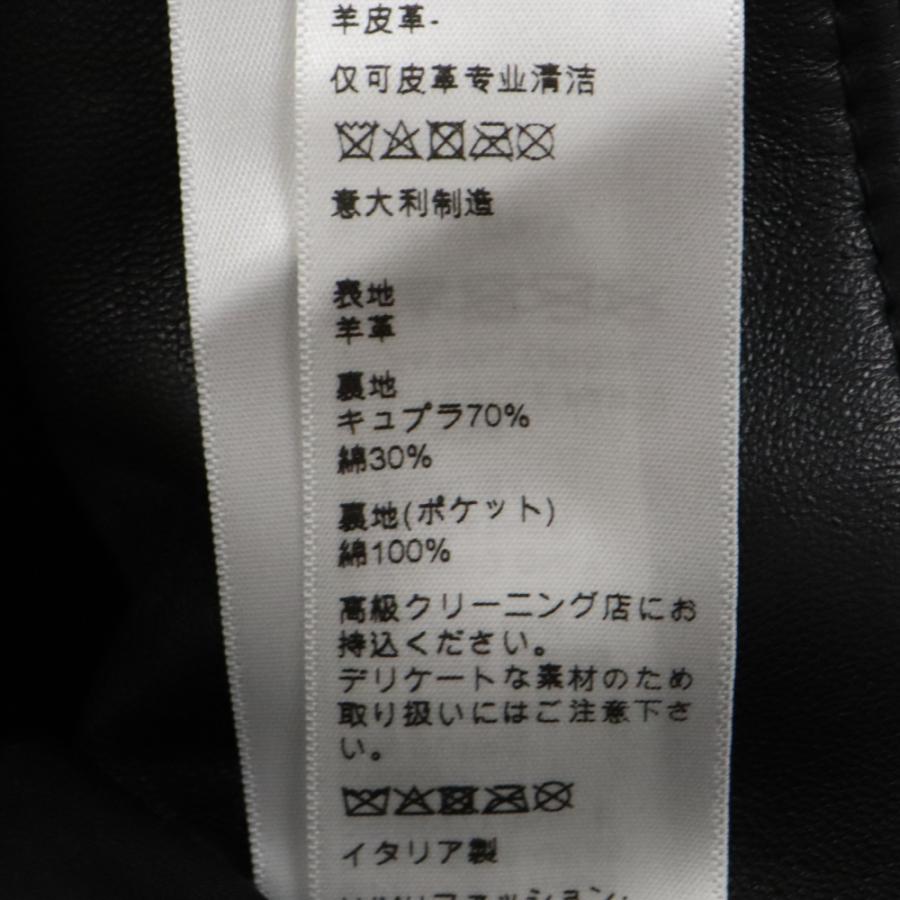 羊皮革-
仅可皮革专业清洁
意大利制造
表地
羊革
裏地
キュプラ70%
綿30%
裏地(ポケット)
綿100%
高級クリーニング店にお
持込ください。
デリケートな素材のため
取り扱いにはご注意下さ
い。
イタリア製